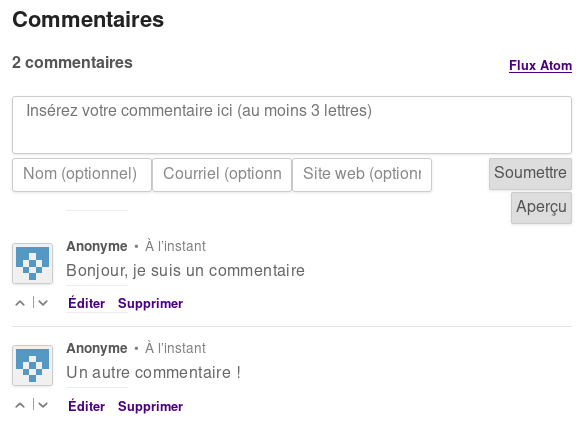 Commentaires
2 commentaires
Flux Atom
Insérez votre commentaire ici (au moins 3 lettres)
Nom (optionnel)
Courriel (optionn
Site web (optionr
Soumettre
Aperçu
Anonyme • À l'instant
Bonjour, je suis un commentaire
Éditer Supprimer
Anonyme • À l'instant
Un autre commentaire !
Éditer Supprimer